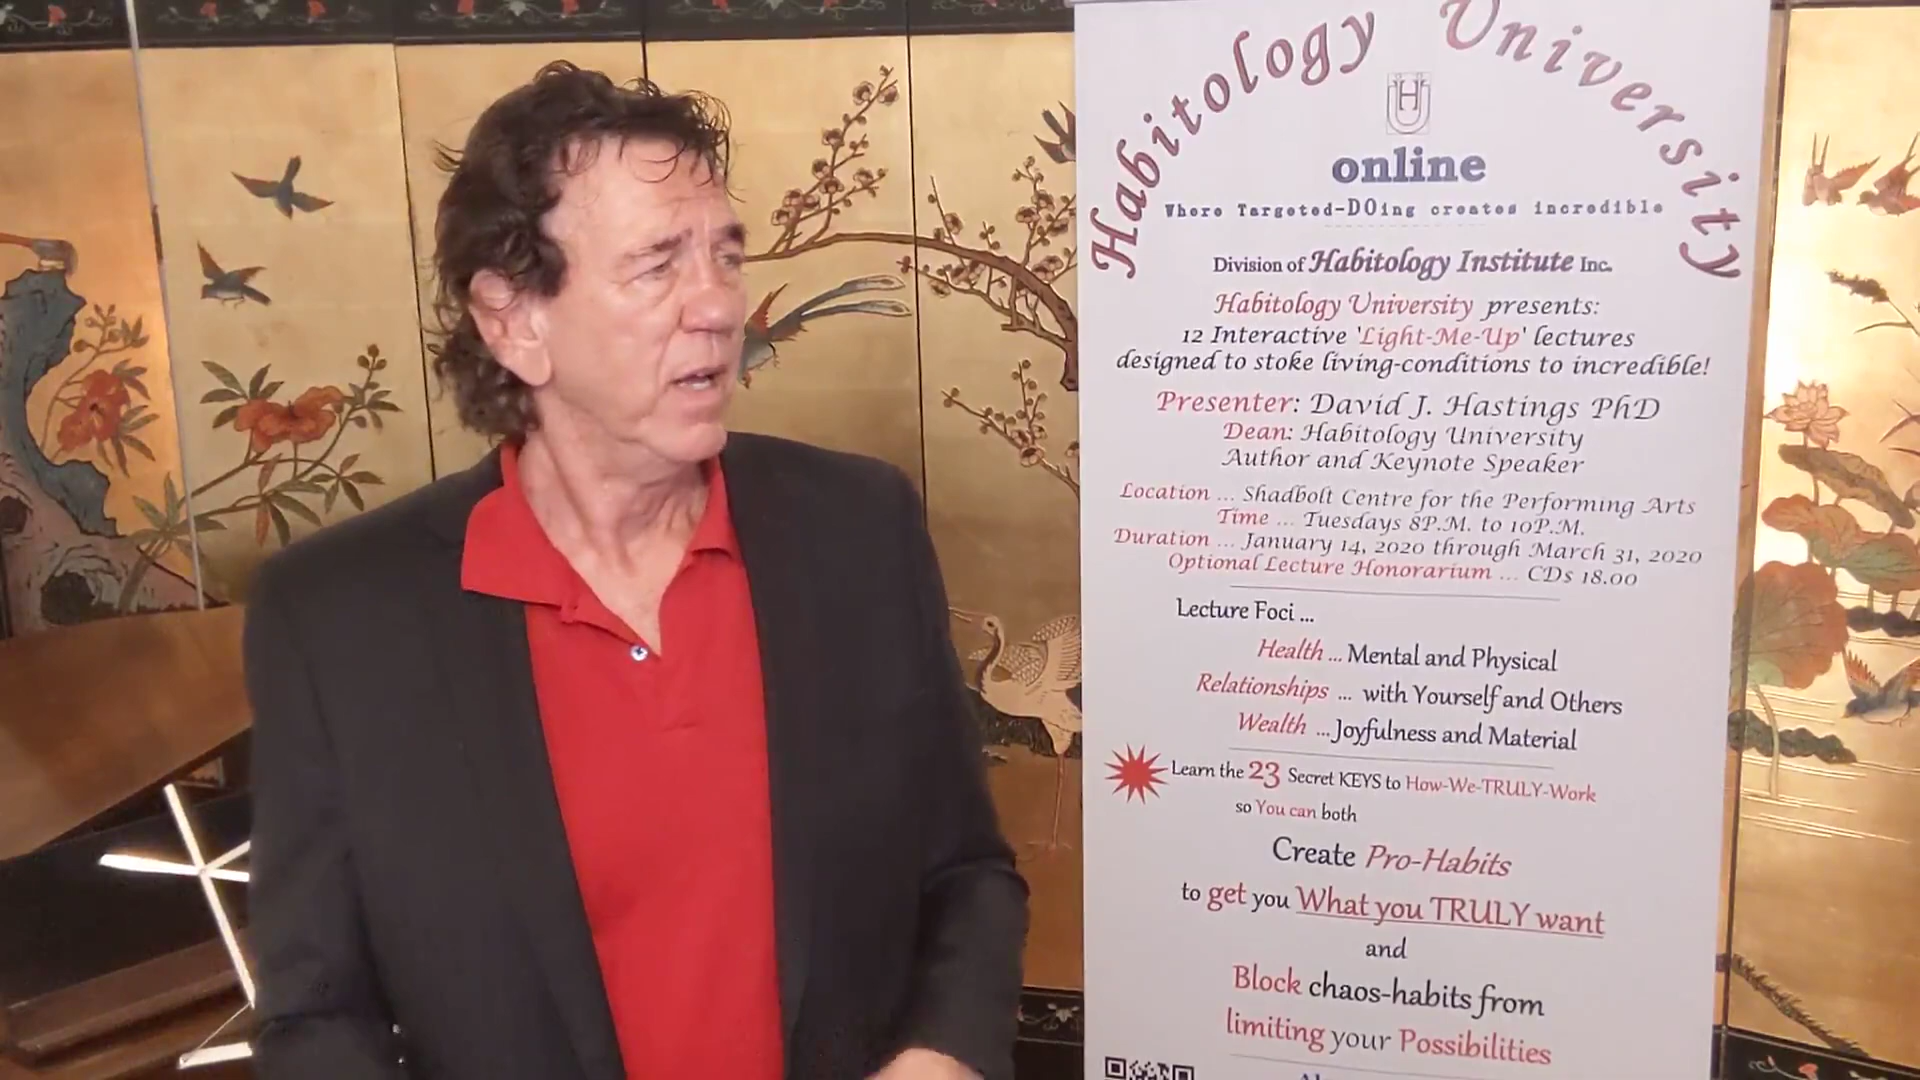 Habitology University
HU
online
Where Targeted-DOing creates incredible
Division of Habitology Institute Inc.
Habitology University presents:
12 Interactive 'Light-Me-Up' lectures
designed to stoke living-conditions to incredible!
Presenter: David J. Hastings PhD
Dean: Habitology University
Author and Keynote Speaker
Location ... Shadbolt Centre for the Performing Arts
Time ... Tuesdays 8P.M. to 10P.M.
Duration ... January 14, 2020 through March 31, 2020
Optional Lecture Honorarium ... CDs 18.00
Lecture Foci ...
Health ... Mental and Physical
Relationships ... with Yourself and Others
Wealth ... Joyfulness and Material
Learn the 23 Secret KEYS to How-We-TRULY-Work
so You can both
Create Pro-Habits
to get you What you TRULY want
and
Block chaos-habits from
limiting your Possibilities